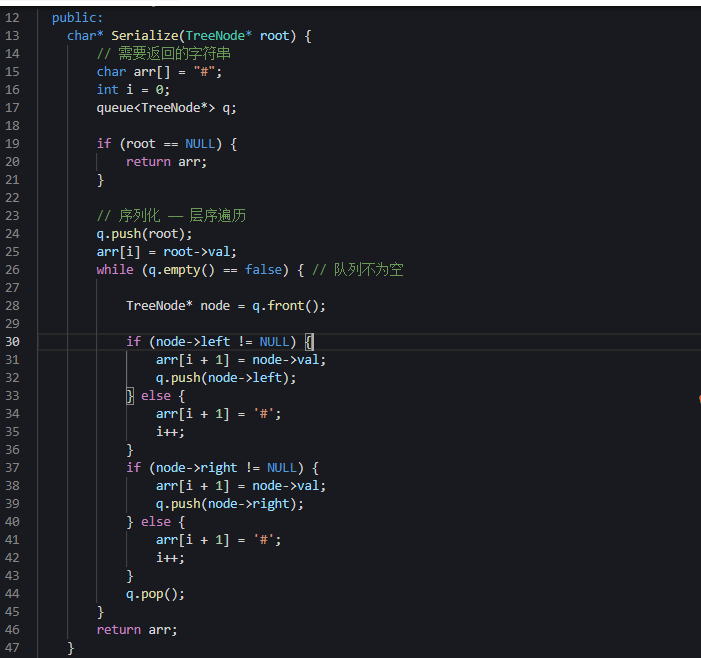 12 public:
13 char* Serialize(TreeNode* root) {
14 // 需要返回的字符串
15 char arr[] = "#";
16 int i = 0;
17 queue<TreeNode*> q;
18
19 if (root == NULL) {
20 return arr;
21 }
22
23 // 序列化 —— 层序遍历
24 q.push(root);
25 arr[i] = root->val;
26 while (q.empty() == false) { // 队列不为空
27
28 TreeNode* node = q.front();
29
30 if (node->left != NULL) {
31 arr[i + 1] = node->val;
32 q.push(node->left);
33 } else {
34 arr[i + 1] = '#';
35 i++;
36 }
37 if (node->right != NULL) {
38 arr[i + 1] = node->val;
39 q.push(node->right);
40 } else {
41 arr[i + 1] = '#';
42 i++;
43 }
44 q.pop();
45 }
46 return arr;
47 }